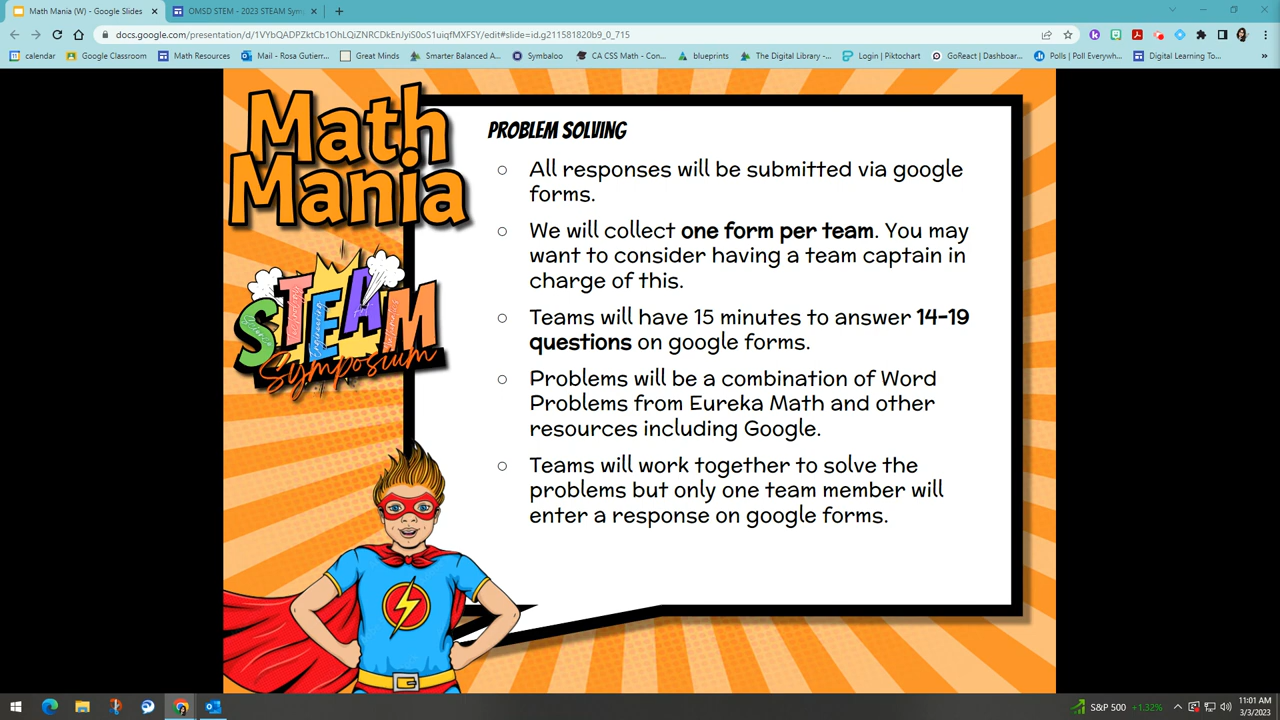 Math Mania (W) - Google Slides
OMSD STEM - 2023 STEAM Sym
docs.google.com/presentation/d/1VYbQADPZktCb1OhLQiZNRCDkEnJyiS0oS1uiqfMXFSY/edit#slide=id.g211581820b9_0_715
calendar
Google Classroom
Math Resources
Mail - Rosa Gutierr...
Great Minds
Smarter Balanced A...
Symbaloo
CA CSS Math - Con...
blueprints
The Digital Library -...
Login | Piktochart
GoReact | Dashboar...
Polls | Poll Everywh...
Digital Learning To...
Math
Mania
STEAM
Symposium
PROBLEM SOLVING
○ All responses will be submitted via google
forms.
○ We will collect one form per team. You may
want to consider having a team captain in
charge of this.
○ Teams will have 15 minutes to answer 14-19
questions on google forms.
○ Problems will be a combination of Word
Problems from Eureka Math and other
resources including Google.
○ Teams will work together to solve the
problems but only one team member will
enter a response on google forms.
S&P 500 +1.32%
11:01 AM
3/3/2023